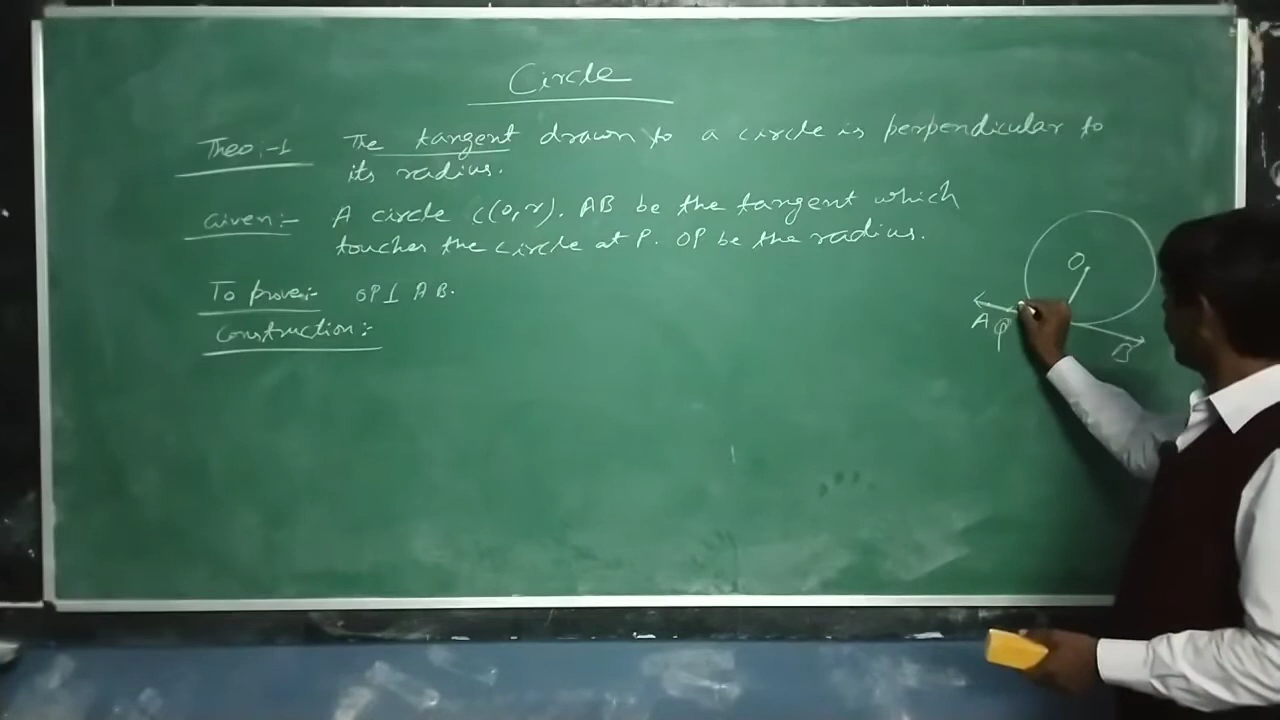 Circle
Theo:-1 The tangent drawn to a circle is perpendicular to
its radius.
Given:- A circle C(O,r). AB be the tangent which
touches the circle at P. OP be the radius.
To prove:- OP⊥AB.
Construction:-
O
A
B